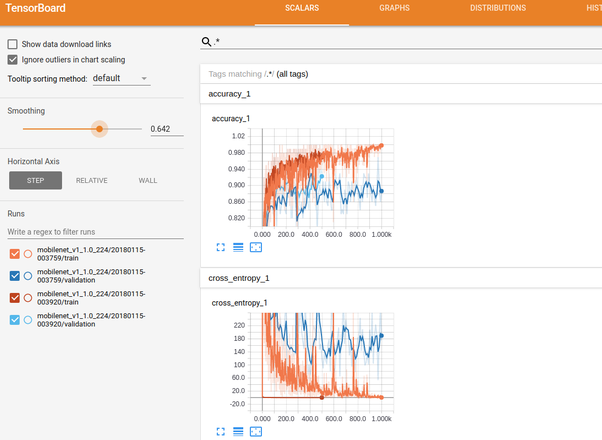 TensorBoard
SCALARS
GRAPHS
DISTRIBUTIONS
HIST
Show data download links
Ignore outliers in chart scaling
Tooltip sorting method: default
Smoothing
0.642
Horizontal Axis
STEP
RELATIVE
WALL
Runs
Write a regex to filter runs
mobilenet_v1_1.0_224/20180115-
003759/train
mobilenet_v1_1.0_224/20180115-
003759/validation
mobilenet_v1_1.0_224/20180115-
003920/train
mobilenet_v1_1.0_224/20180115-
003920/validation
.*
Tags matching /.*/ (all tags)
accuracy_1
accuracy_1
1.02
0.980
0.940
0.900
0.860
0.820
0.000 200.0 400.0 600.0 800.0 1.000k
cross_entropy_1
cross_entropy_1
220
180
140
100
60.0
20.0
-20.0
0.000 200.0 400.0 600.0 800.0 1.000k